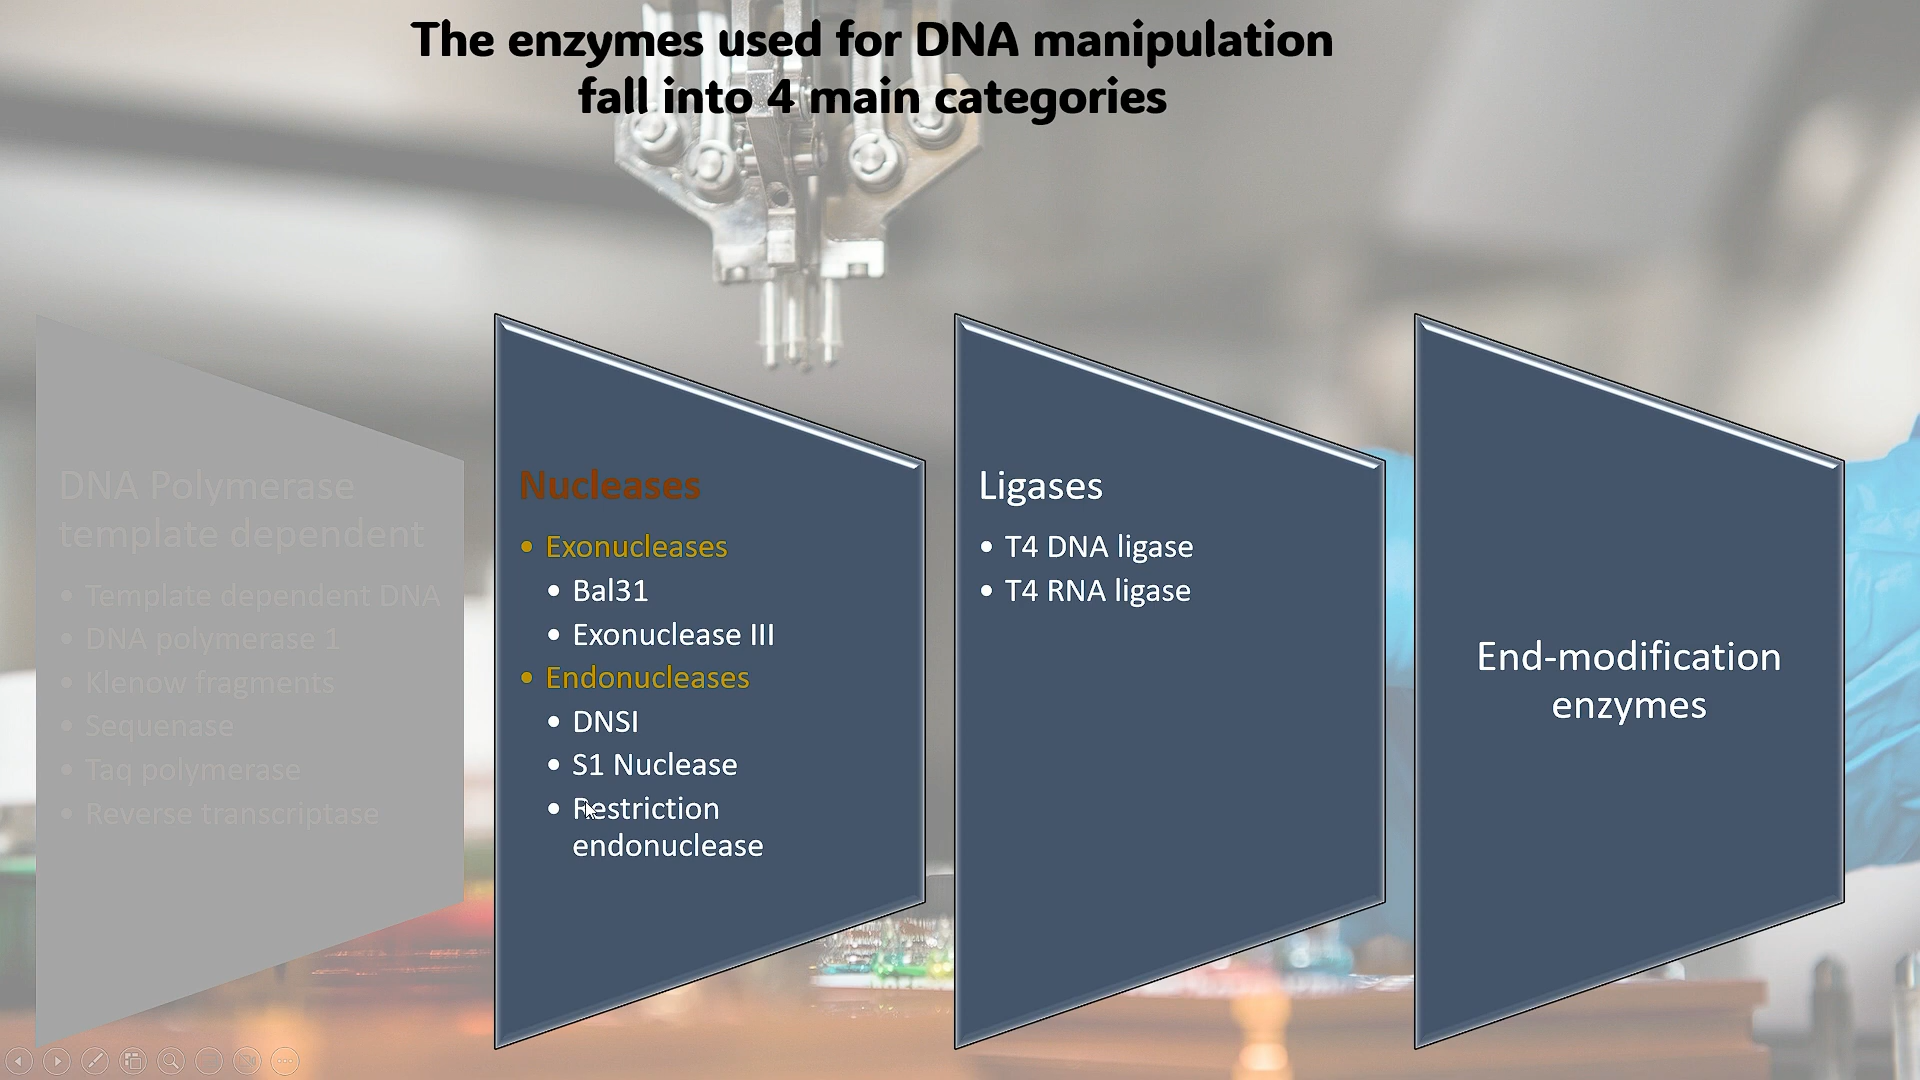 The enzymes used for DNA manipulation
fall into 4 main categories
DNA Polymerase
template dependent
• Template dependent DNA
• DNA polymerase 1
• Klenow fragments
• Sequenase
• Taq polymerase
• Reverse transcriptase
Nucleases
• Exonucleases
• Bal31
• Exonuclease III
• Endonucleases
• DNSI
• S1 Nuclease
• Restriction
endonuclease
Ligases
• T4 DNA ligase
• T4 RNA ligase
End-modification
enzymes